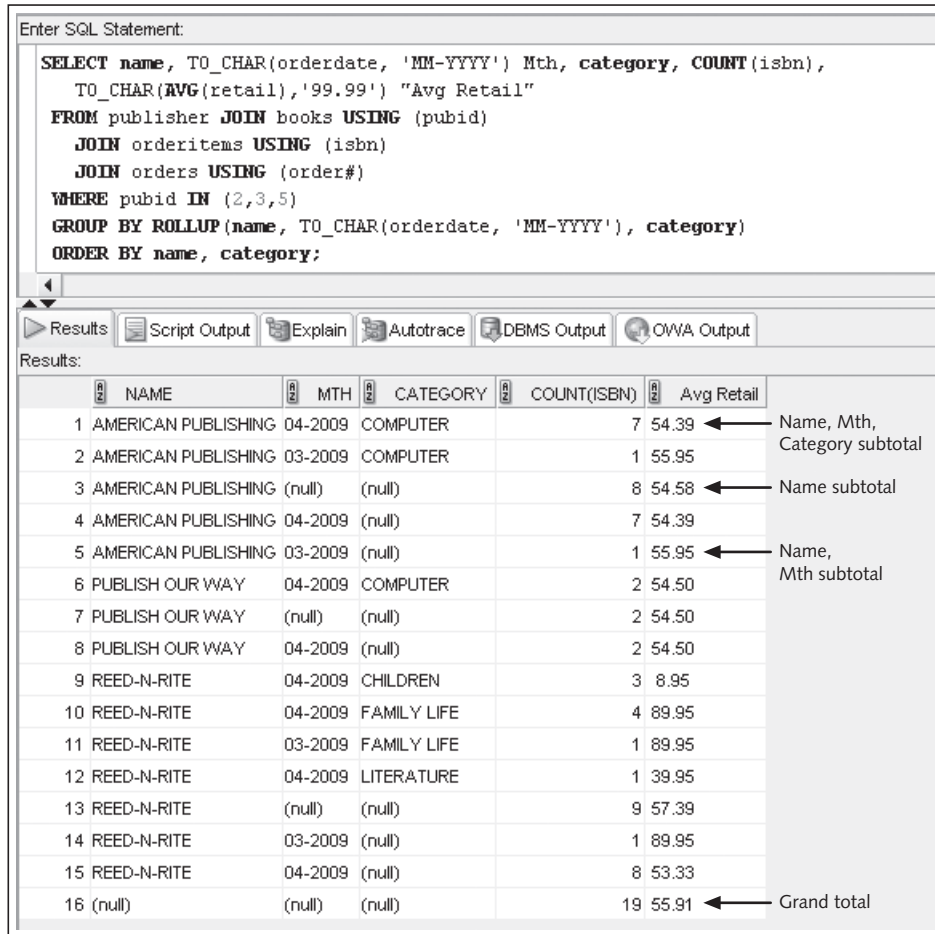 Enter SQL Statement:
SELECT name, TO_CHAR(orderdate, 'MM-YYYY') Mth, category, COUNT(isbn),
TO_CHAR(AVG(retail),'99.99') "Avg Retail"
FROM publisher JOIN books USING (pubid)
JOIN orderitems USING (isbn)
JOIN orders USING (order#)
WHERE pubid IN (2,3,5)
GROUP BY ROLLUP(name, TO_CHAR(orderdate, 'MM-YYYY'), category)
ORDER BY name, category;
Results Script Output Explain Autotrace DBMS Output OWA Output
Results:
NAME MTH CATEGORY COUNT(ISBN) Avg Retail
1 AMERICAN PUBLISHING 04-2009 COMPUTER 7 54.39 Name, Mth,
Category subtotal
2 AMERICAN PUBLISHING 03-2009 COMPUTER 1 55.95
3 AMERICAN PUBLISHING (null) (null) 8 54.58 Name subtotal
4 AMERICAN PUBLISHING 04-2009 (null) 7 54.39
5 AMERICAN PUBLISHING 03-2009 (null) 1 55.95 Name,
Mth subtotal
6 PUBLISH OUR WAY 04-2009 COMPUTER 2 54.50
7 PUBLISH OUR WAY (null) (null) 2 54.50
8 PUBLISH OUR WAY 04-2009 (null) 2 54.50
9 REED-N-RITE 04-2009 CHILDREN 3 8.95
10 REED-N-RITE 04-2009 FAMILY LIFE 4 89.95
11 REED-N-RITE 03-2009 FAMILY LIFE 1 89.95
12 REED-N-RITE 04-2009 LITERATURE 1 39.95
13 REED-N-RITE (null) (null) 9 57.39
14 REED-N-RITE 03-2009 (null) 1 89.95
15 REED-N-RITE 04-2009 (null) 8 53.33
16 (null) (null) (null) 19 55.91 Grand total